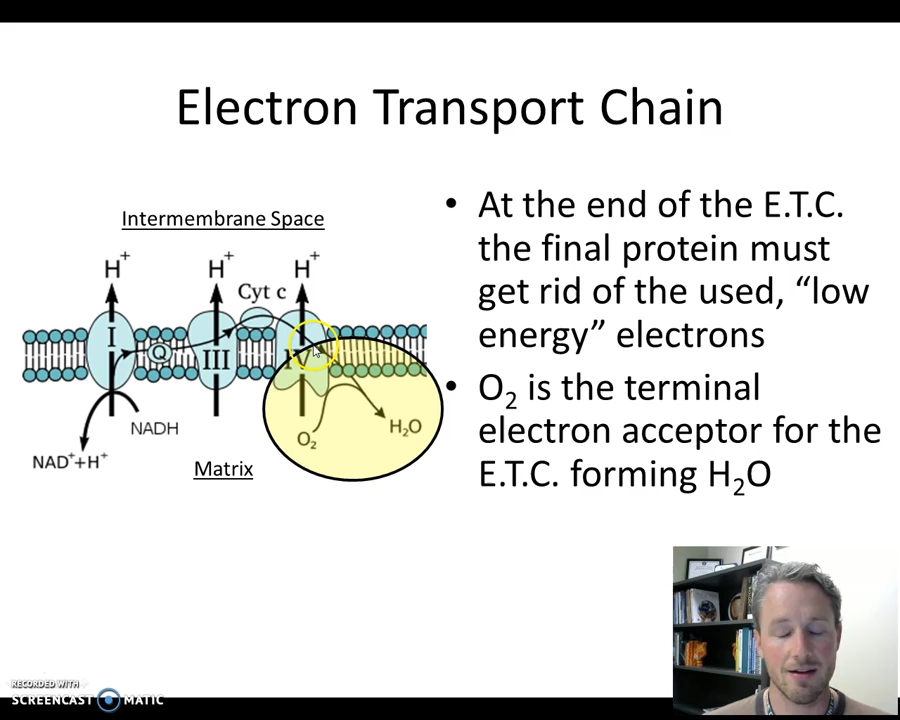 Electron Transport Chain
Intermembrane Space
H+
H+
H+
Cyt c
I
Q
III
IV
NADH
O2
H2O
NAD++H+
Matrix
• At the end of the E.T.C.
the final protein must
get rid of the used, “low
energy” electrons
• O2 is the terminal
electron acceptor for the
E.T.C. forming H2O
RECORDED WITH
SCREENCAST MATIC